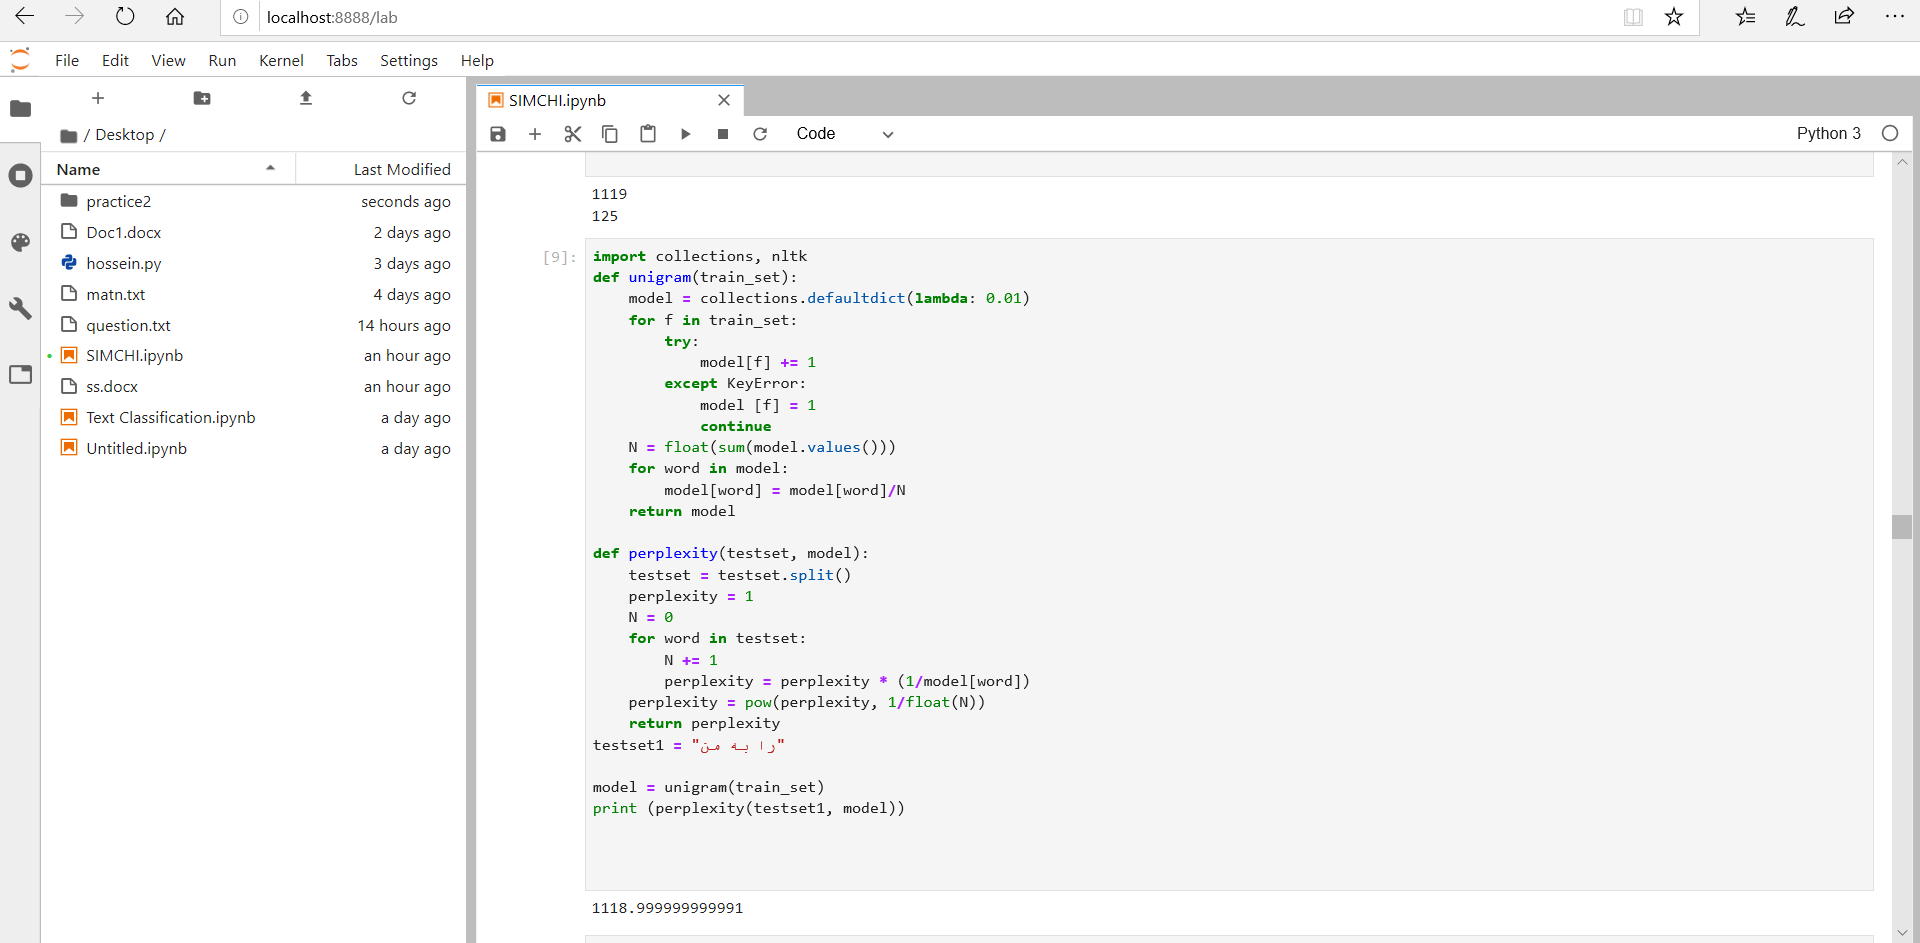 localhost:8888/lab
File Edit View Run Kernel Tabs Settings Help
SIMCHI.ipynb
/ Desktop /
Code
Python 3
Name Last Modified
practice2 seconds ago
Doc1.docx 2 days ago
hossein.py 3 days ago
matn.txt 4 days ago
question.txt 14 hours ago
SIMCHI.ipynb an hour ago
ss.docx an hour ago
Text Classification.ipynb a day ago
Untitled.ipynb a day ago
1119
125
[9]:
import collections, nltk
def unigram(train_set):
    model = collections.defaultdict(lambda: 0.01)
    for f in train_set:
        try:
            model[f] += 1
        except KeyError:
            model [f] = 1
            continue
    N = float(sum(model.values()))
    for word in model:
        model[word] = model[word]/N
    return model
def perplexity(testset, model):
    testset = testset.split()
    perplexity = 1
    N = 0
    for word in testset:
        N += 1
        perplexity = perplexity * (1/model[word])
    perplexity = pow(perplexity, 1/float(N))
    return perplexity
testset1 = "را به من"
model = unigram(train_set)
print (perplexity(testset1, model))
1118.999999999991